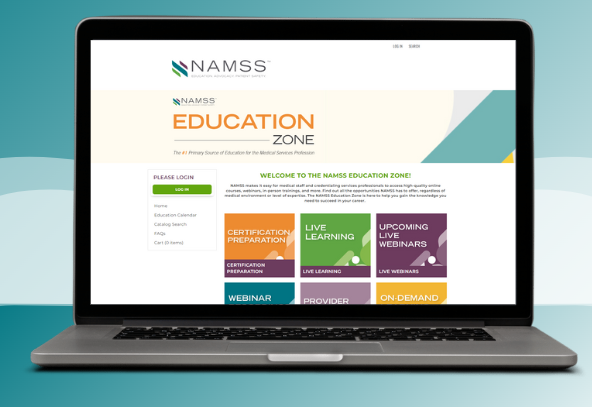 LOG IN SEARCH
NAMSS
EDUCATION. ADVOCACY. PATIENT SAFETY.
NAMSS
EDUCATION
ZONE
The #1 Primary Source of Education for the Medical Services Profession
PLEASE LOGIN
LOG IN
Home
Education Calendar
Catalog Search
FAQs
Cart (0 items)
WELCOME TO THE NAMSS EDUCATION ZONE!
NAMSS makes it easy for medical staff and credentialing services professionals to access high-quality online
courses, webinars, in person trainings, and more. Find out all the opportunities NAMSS has to offer, regardless of
medical environment or level of expertise. The NAMSS Education Zone is here to help you gain the knowledge you
need to succeed in your career.
CERTIFICATION
PREPARATION
CERTIFICATION
PREPARATION
LIVE
LEARNING
LIVE LEARNING
UPCOMING
LIVE
WEBINARS
LIVE WEBINARS
WEBINAR
PROVIDER
ON-DEMAND